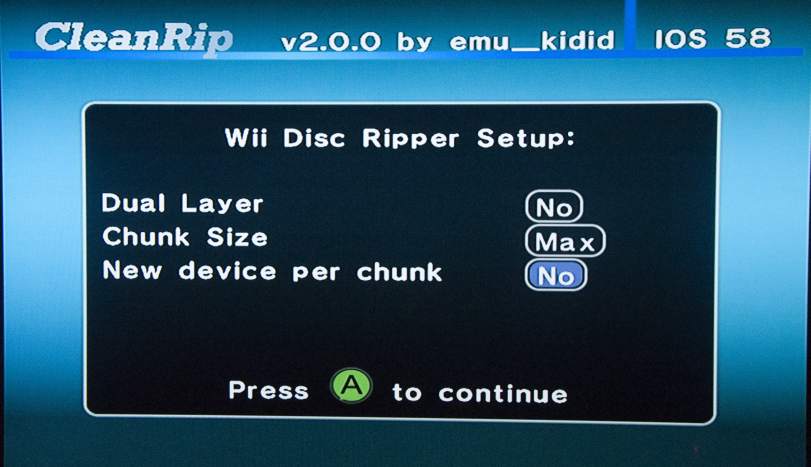 CleanRip v2.0.0 by emu_kidid IOS 58
Wii Disc Ripper Setup:
Dual Layer No
Chunk Size Max
New device per chunk No
Press A to continue